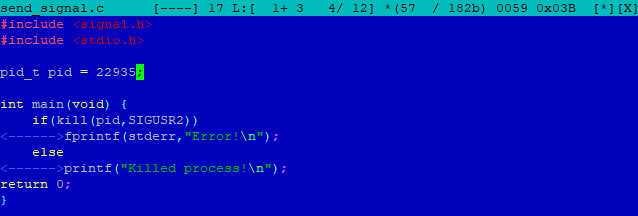 send_signal.c [----] 17 L:[ 1+ 3 4/ 12] *(57 / 182b) 0059 0x03B [*][X]
#include <signal.h>
#include <stdio.h>
pid_t pid = 22935;
int main(void) {
if(kill(pid,SIGUSR2))
<------>fprintf(stderr,"Error!\n");
else
<------>printf("Killed process!\n");
return 0;
}